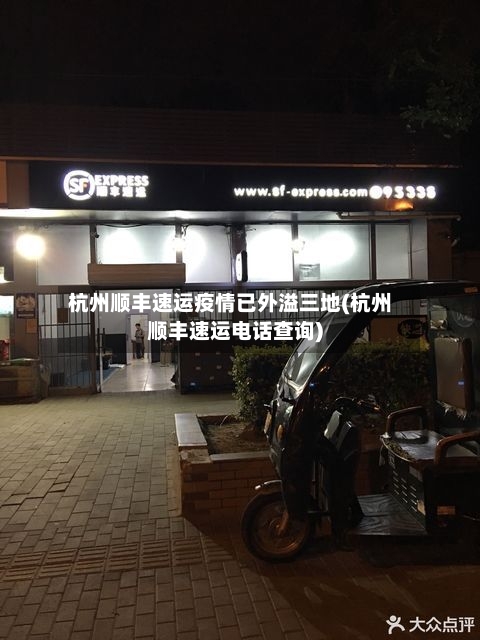 SF EXPRESS
顺丰速运
www.sf-express.com 95338
杭州顺丰速运疫情已外溢三地(杭州
顺丰速运电话查询)
大众点评